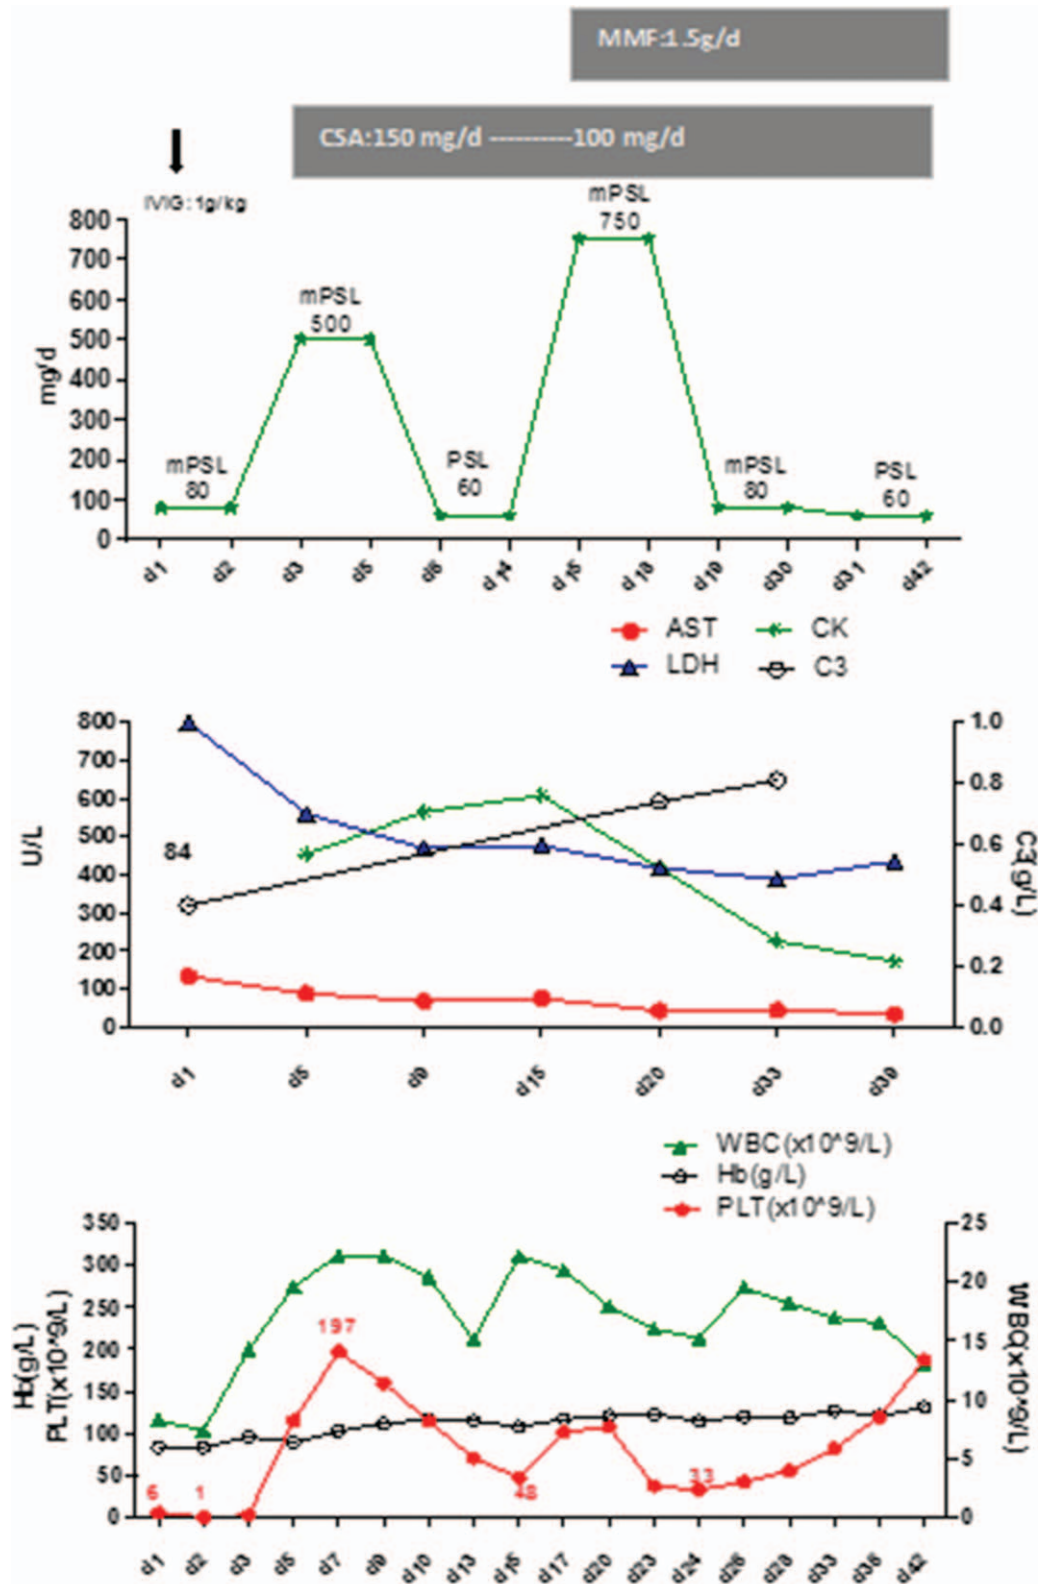 MMF:1.5g/d
CSA:150 mg/d ----------100 mg/d
IVIG: 1g/kg
mPSL
750
mPSL
500
mPSL
80
PSL
60
mPSL
80
PSL
60
800
700
600
500
400
300
200
100
0
mg/d
d1 d2 d3 d5 d6 d14 d15 d18 d19 d30 d31 d42
AST CK
LDH C3
800
700
600
500
400
300
200
100
0
U/L
84
1.0
0.8
0.6
0.4
0.2
0.0
C3(g/L)
d1 d5 d9 d15 d20 d33 d39
WBC(x10^9/L)
Hb(g/L)
PLT(x10^9/L)
350
300
250
200
150
100
50
0
Hb(g/L)
PLT(x10^9/L)
25
20
15
10
5
0
WBC(x10^9/L)
6
1
197
48
33
d1 d2 d3 d5 d7 d9 d10 d13 d17 d20 d23 d24 d33 d42